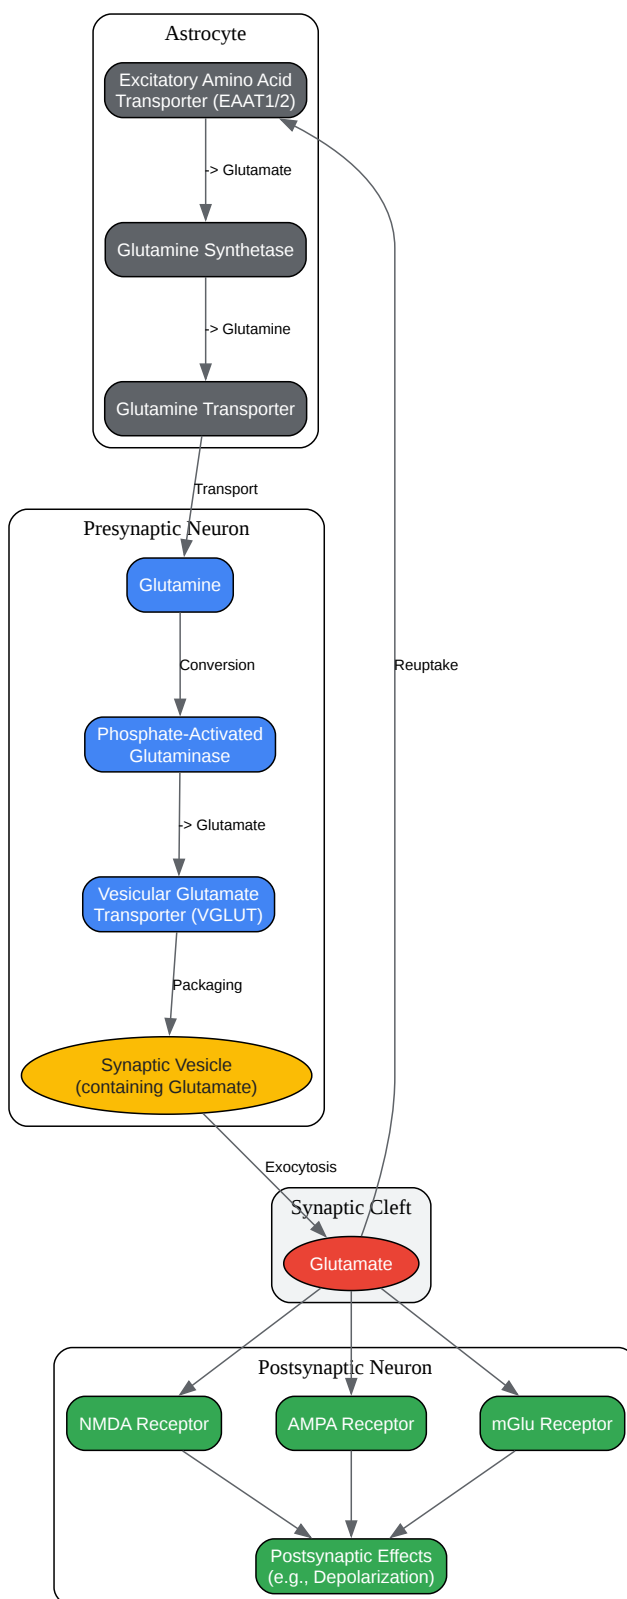 Astrocyte
Excitatory Amino Acid
Transporter (EAAT1/2)
-> Glutamate
Glutamine Synthetase
-> Glutamine
Glutamine Transporter
Transport
Presynaptic Neuron
Glutamine
Conversion
Reuptake
Phosphate-Activated
Glutaminase
-> Glutamate
Vesicular Glutamate
Transporter (VGLUT)
Packaging
Synaptic Vesicle
(containing Glutamate)
Exocytosis
Synaptic Cleft
Glutamate
Postsynaptic Neuron
NMDA Receptor
AMPA Receptor
mGlu Receptor
Postsynaptic Effects
(e.g., Depolarization)